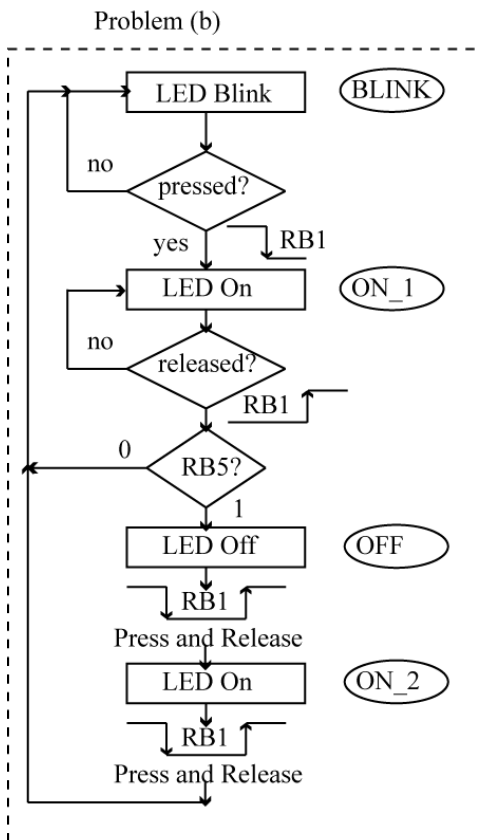 Problem (b)
LED Blink
BLINK
no
pressed?
yes
RB1
LED On
ON_1
no
released?
RB1
0
RB5?
1
LED Off
OFF
RB1
Press and Release
LED On
ON_2
RB1
Press and Release